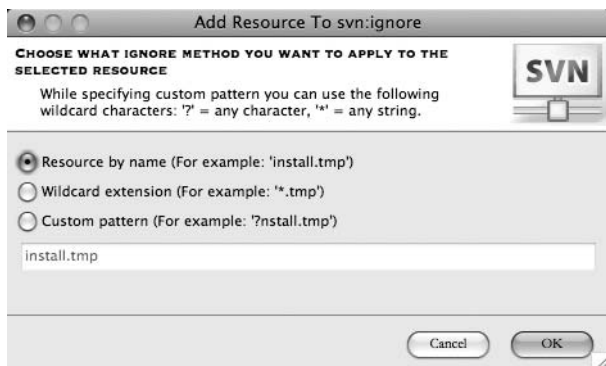 Add Resource To svn:ignore
CHOOSE WHAT IGNORE METHOD YOU WANT TO APPLY TO THE
SELECTED RESOURCE
While specifying custom pattern you can use the following
wildcard characters: '?' = any character, '*' = any string.
SVN
Resource by name (For example: 'install.tmp')
Wildcard extension (For example: '*.tmp')
Custom pattern (For example: '?nstall.tmp')
install.tmp
Cancel
OK